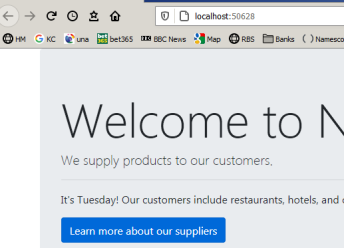 localhost:50628
HM KC una bet365 BBC News Map RBS Banks Namesco
Welcome to N
We supply products to our customers.
It's Tuesday! Our customers include restaurants, hotels, and
Learn more about our suppliers